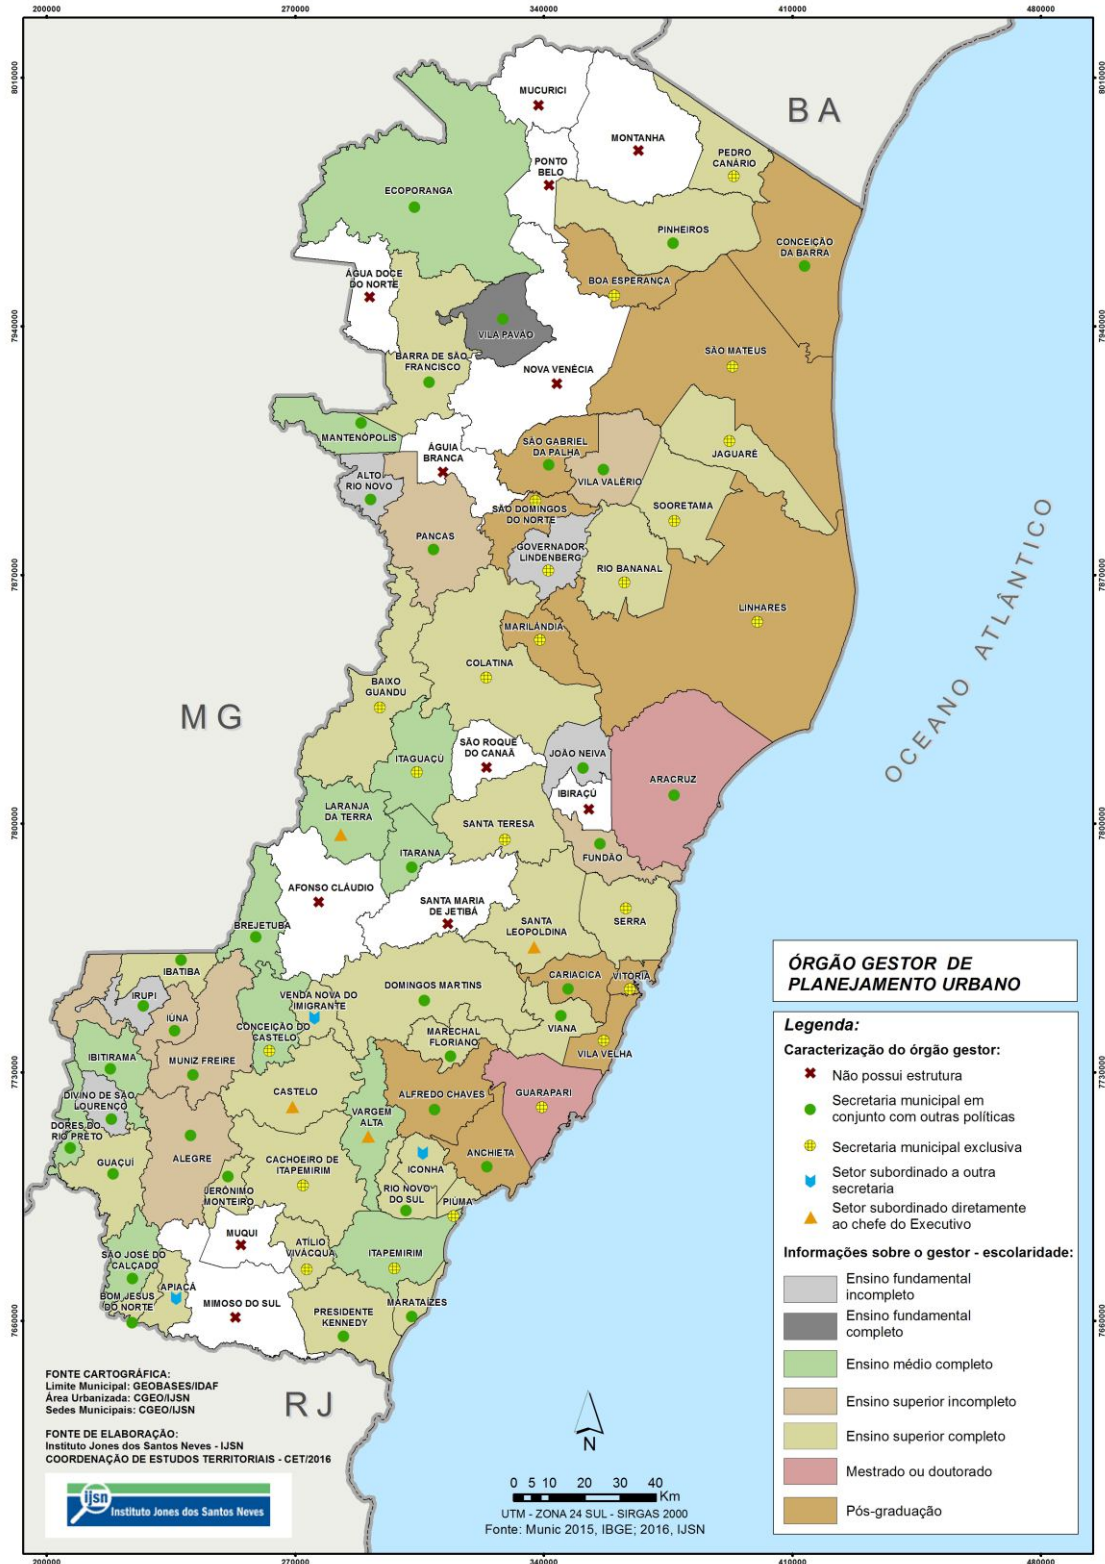 200000
270000
340000
410000
480000
8010000
8010000
MUCURICI
BA
MONTANHA
PEDRO
CANÁRIO
PONTO
BELO
ECOPORANGA
PINHEIROS
CONCEIÇÃO
DA BARRA
ÁGUA DOCE
DO NORTE
BOA ESPERANÇA
7940000
7940000
VILA PAVÃO
SÃO MATEUS
BARRA DE SÃO
FRANCISCO
NOVA VENÉCIA
MANTENÓPOLIS
ÁGUIA
BRANCA
SÃO GABRIEL
DA PALHA
JAGUARÉ
ALTO
RIO NOVO
VILA VALÉRIO
SÃO DOMINGOS
DO NORTE
SOORETAMA
PANCAS
GOVERNADOR
LINDENBERG
RIO BANANAL
7870000
7870000
LINHARES
MARILÂNDIA
COLATINA
BAIXO
GUANDU
OCEANO ATLÂNTICO
MG
SÃO ROQUE
DO CANAÃ
JOÃO NEIVA
ITAGUAÇÚ
ARACRUZ
IBIRAÇÚ
LARANJA
DA TERRA
SANTA TERESA
7800000
7800000
ITARANA
FUNDÃO
AFONSO CLÁUDIO
SANTA MARIA
DE JETIBÁ
BREJETUBA
SANTA
LEOPOLDINA
SERRA
IBATIBA
CARIACICA
VITÓRIA
DOMINGOS MARTINS
IRUPI
VENDA NOVA DO
IMIGRANTE
IÚNA
CONCEIÇÃO DO
CASTELO
MARECHAL
FLORIANO
VIANA
VILA VELHA
IBITIRAMA
MUNIZ FREIRE
7730000
7730000
DIVINO DE SÃO
LOURENÇO
CASTELO
ALFREDO CHAVES
GUARAPARI
VARGEM
ALTA
DORES DO
RIO PRETO
GUAÇUÍ
ALEGRE
CACHOEIRO DE
ITAPEMIRIM
ICONHA
ANCHIETA
JERÔNIMO
MONTEIRO
RIO NOVO
DO SUL
PIÚMA
MUQUI
ATÍLIO
VIVÁCQUA
ITAPEMIRIM
SÃO JOSÉ DO
CALÇADO
APIACÁ
BOM JESUS
DO NORTE
MIMOSO DO SUL
PRESIDENTE
KENNEDY
MARATAÍZES
7660000
7660000
RJ
ÓRGÃO GESTOR DE
PLANEJAMENTO URBANO
Legenda:
Caracterização do órgão gestor:
Não possui estrutura
Secretaria municipal em
conjunto com outras políticas
Secretaria municipal exclusiva
Setor subordinado a outra
secretaria
Setor subordinado diretamente
ao chefe do Executivo
Informações sobre o gestor - escolaridade:
Ensino fundamental
incompleto
Ensino fundamental
completo
Ensino médio completo
Ensino superior incompleto
Ensino superior completo
Mestrado ou doutorado
Pós-graduação
FONTE CARTOGRÁFICA:
Limite Municipal: GEOBASES/IDAF
Área Urbanizada: CGEO/IJSN
Sedes Municipais: CGEO/IJSN
FONTE DE ELABORAÇÃO:
Instituto Jones dos Santos Neves - IJSN
COORDENAÇÃO DE ESTUDOS TERRITORIAIS - CET/2016
ijsn
Instituto Jones dos Santos Neves
N
0 5 10 20 30 40
Km
UTM - ZONA 24 SUL - SIRGAS 2000
Fonte: Munic 2015, IBGE; 2016, IJSN
200000
270000
340000
410000
480000